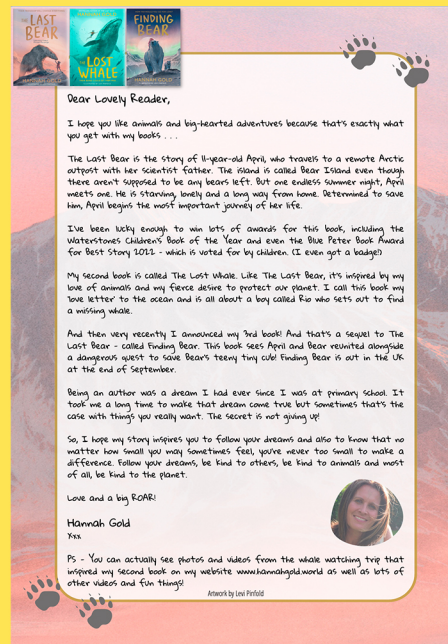 THE LAST BEAR
HANNAH GOLD
THE LOST WHALE
FINDING BEAR
HANNAH GOLD
Dear Lovely Reader,
I hope you like animals and big-hearted adventures because that's exactly what
you get with my books . . .
The Last Bear is the story of 11-year-old April, who travels to a remote Arctic
outpost with her scientist father. The island is called Bear Island even though
there aren't supposed to be any bears left. But one endless summer night, April
meets one. He is starving, lonely and a long way from home. Determined to save
him, April begins the most important journey of her life.
I've been lucky enough to win lots of awards for this book, including the
Waterstones Children's Book of the Year and even the Blue Peter Book Award
for Best Story 2022 - which is voted for by children. (I even got a badge!)
My second book is called The Lost Whale. Like The Last Bear, it's inspired by my
love of animals and my fierce desire to protect our planet. I call this book my
'love letter' to the ocean and is all about a boy called Rio who sets out to find
a missing whale.
And then very recently I announced my 3rd book! And that's a sequel to The
Last Bear - called Finding Bear. This book sees April and Bear reunited alongside
a dangerous quest to save Bear's teeny tiny cub! Finding Bear is out in the UK
at the end of September.
Being an author was a dream I had ever since I was at primary school. It
took me a long time to make that dream come true but sometimes that's the
case with things you really want. The secret is not giving up!
So, I hope my story inspires you to follow your dreams and also to know that no
matter how small you may sometimes feel, you're never too small to make a
difference. Follow your dreams, be kind to others, be kind to animals and most
of all, be kind to the planet.
Love and a big ROAR!
Hannah Gold
Xxx
PS - You can actually see photos and videos from the whale watching trip that
inspired my second book on my website www.hannahgold.world as well as lots of
other videos and fun things!
Artwork by Levi Pinfold